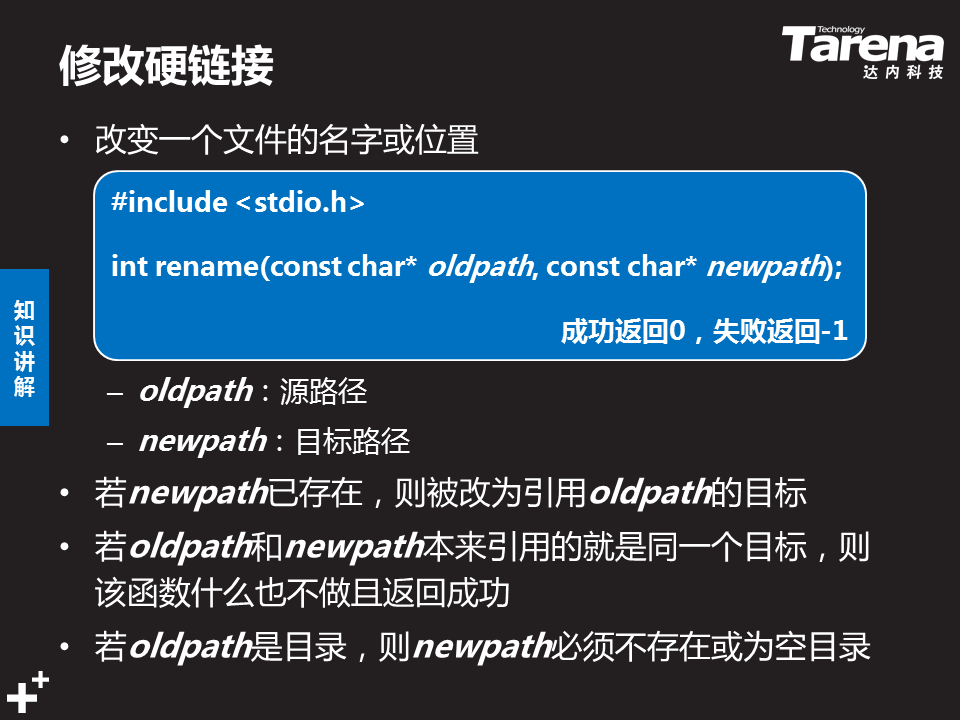 修改硬链接
Technology
Tarena
达内科技
• 改变一个文件的名字或位置
#include <stdio.h>
int rename(const char* oldpath, const char* newpath);
成功返回0，失败返回-1
知识讲解
– oldpath：源路径
– newpath：目标路径
• 若newpath已存在，则被改为引用oldpath的目标
• 若oldpath和newpath本来引用的就是同一个目标，则
该函数什么也不做且返回成功
• 若oldpath是目录，则newpath必须不存在或为空目录